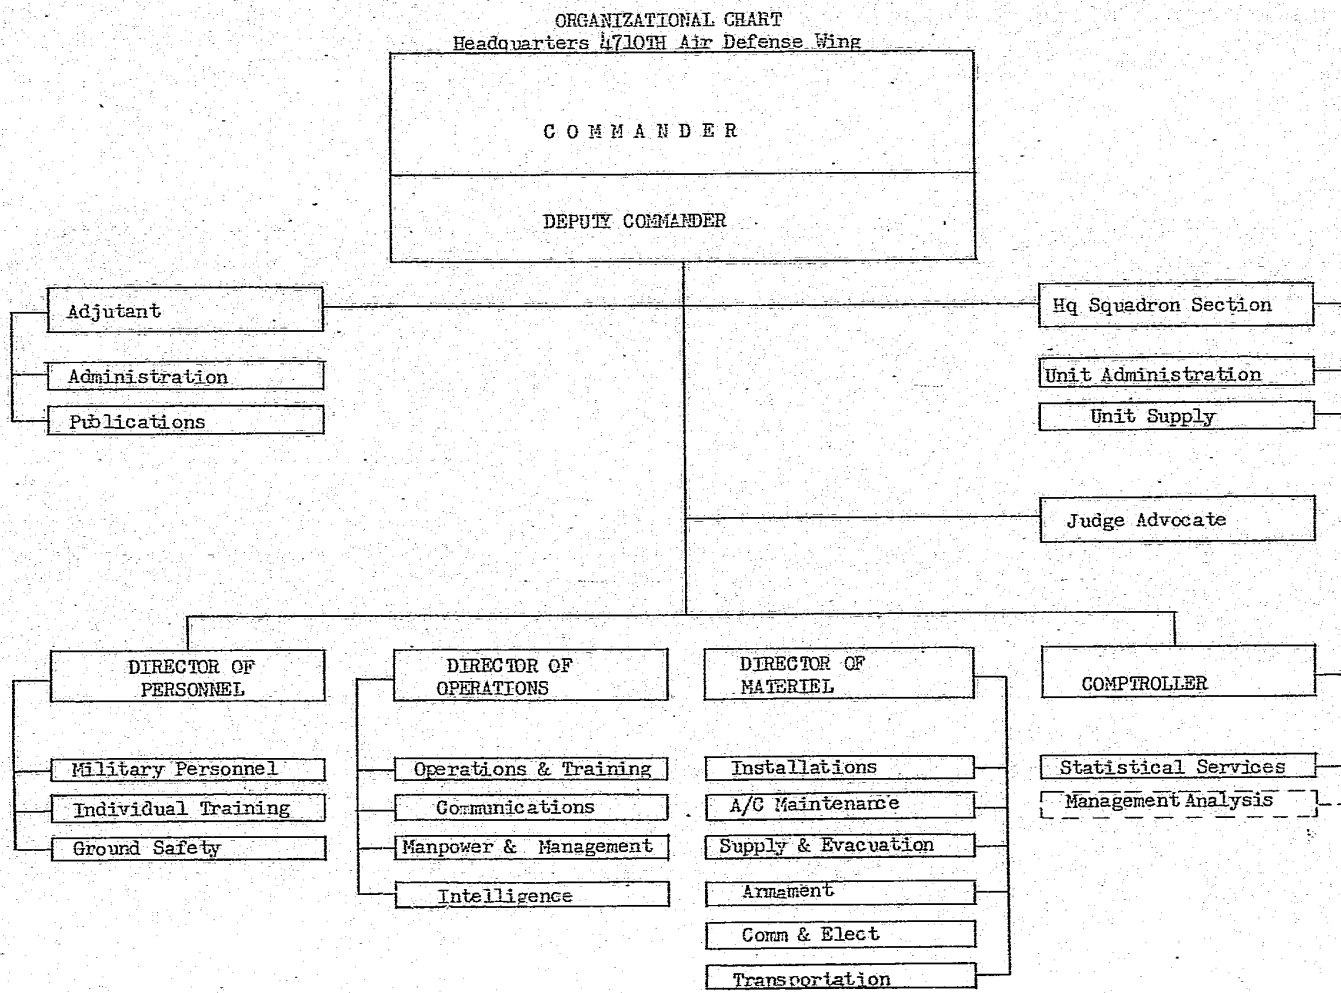 ORGANIZATIONAL CHART
Headquarters 4710TH Air Defense Wing
COMMANDER
DEPUTY COMMANDER
Adjutant
Administration
Publications
Hq Squadron Section
Unit Administration
Unit Supply
Judge Advocate
DIRECTOR OF
PERSONNEL
Military Personnel
Individual Training
Ground Safety
DIRECTOR OF
OPERATIONS
Operations & Training
Communications
Manpower & Management
Intelligence
DIRECTOR OF
MATERIEL
Installations
A/C Maintenance
Supply & Evacuation
Armament
Comm & Elect
Transportation
COMPTROLLER
Statistical Services
Management Analysis